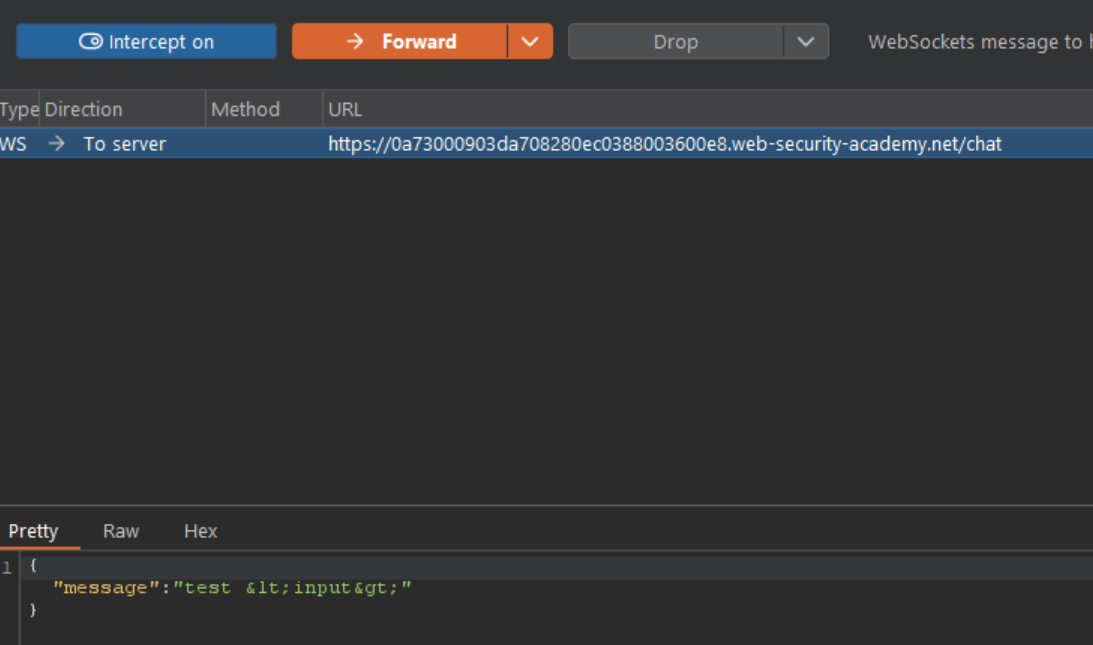 Intercept on Forward Drop WebSockets message to
Type Direction Method URL
WS → To server https://0a73000903da708280ec0388003600e8.web-security-academy.net/chat
Pretty Raw Hex
1 {
"message":"test &lt;input&gt;"
}